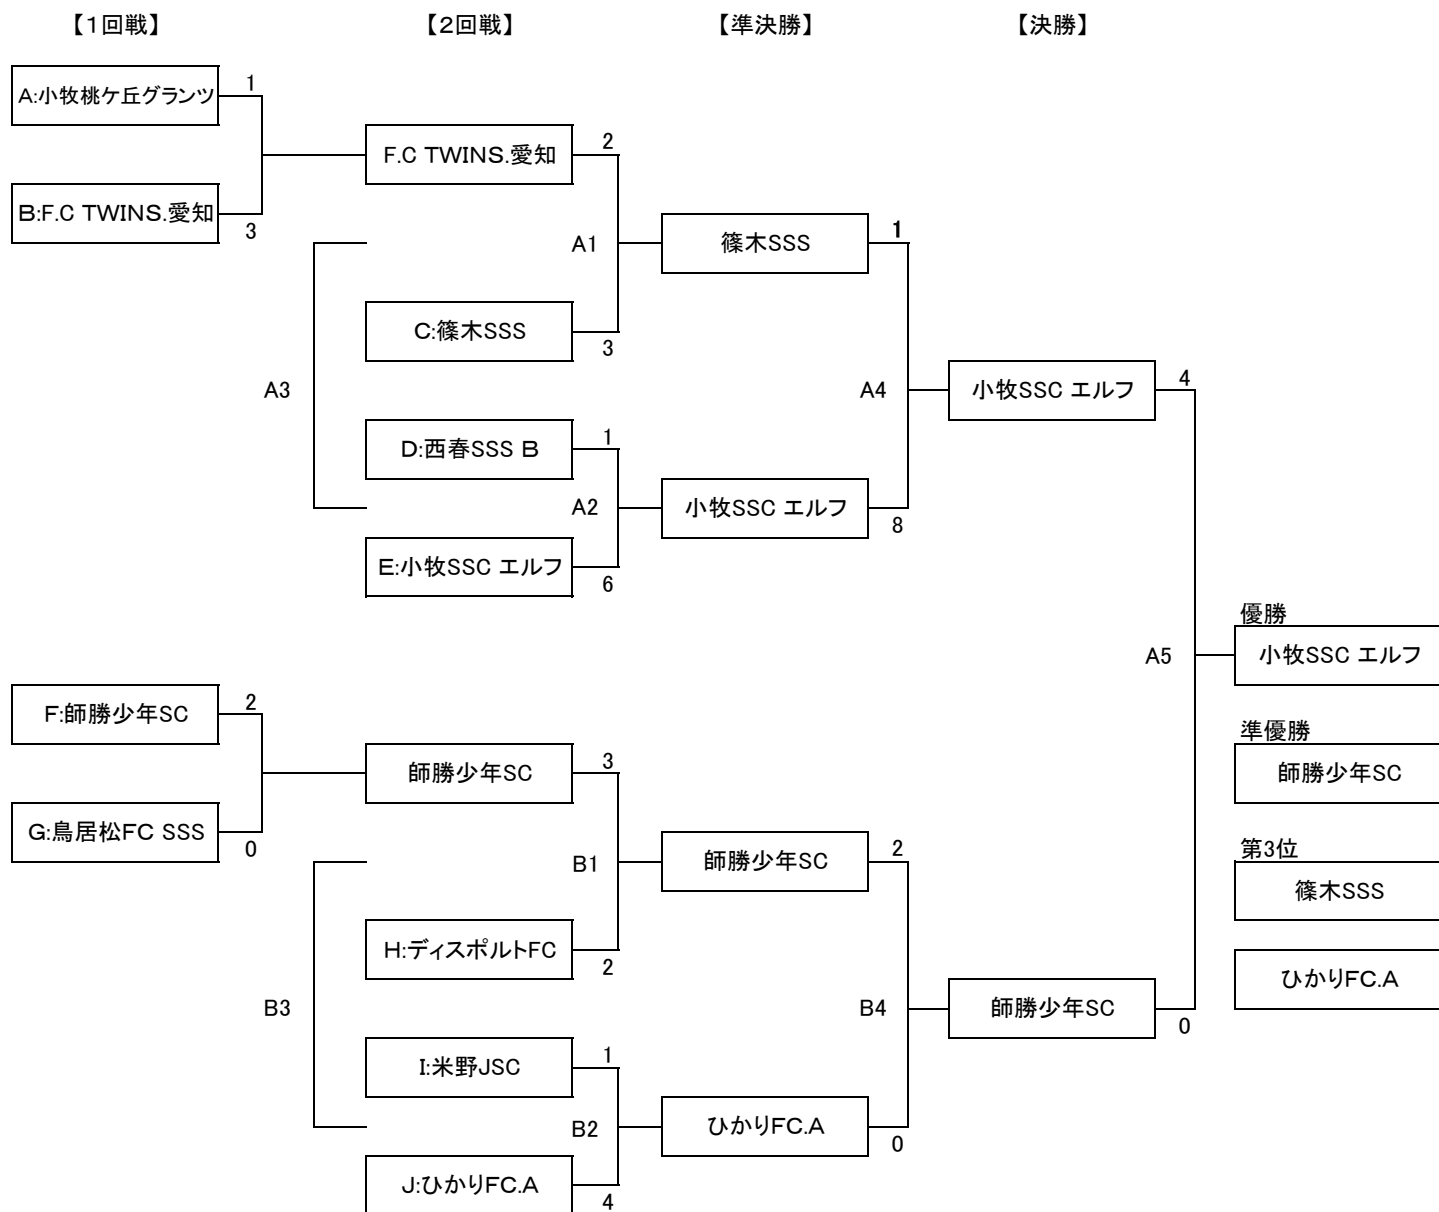 【1回戦】
【2回戦】
【準決勝】
【決勝】
A:小牧桃ケ丘グランツ
1
F.C TWINS.愛知
2
B:F.C TWINS.愛知
3
A1
篠木SSS
1
C:篠木SSS
3
A3
A4
小牧SSC エルフ
4
D:西春SSS B
1
A2
小牧SSC エルフ
8
E:小牧SSC エルフ
6
優勝
A5
小牧SSC エルフ
F:師勝少年SC
2
準優勝
師勝少年SC
3
師勝少年SC
G:鳥居松FC SSS
0
第3位
B1
師勝少年SC
2
篠木SSS
H:ディスポルトFC
2
ひかりFC.A
B3
B4
師勝少年SC
0
I:米野JSC
1
B2
ひかりFC.A
0
J:ひかりFC.A
4